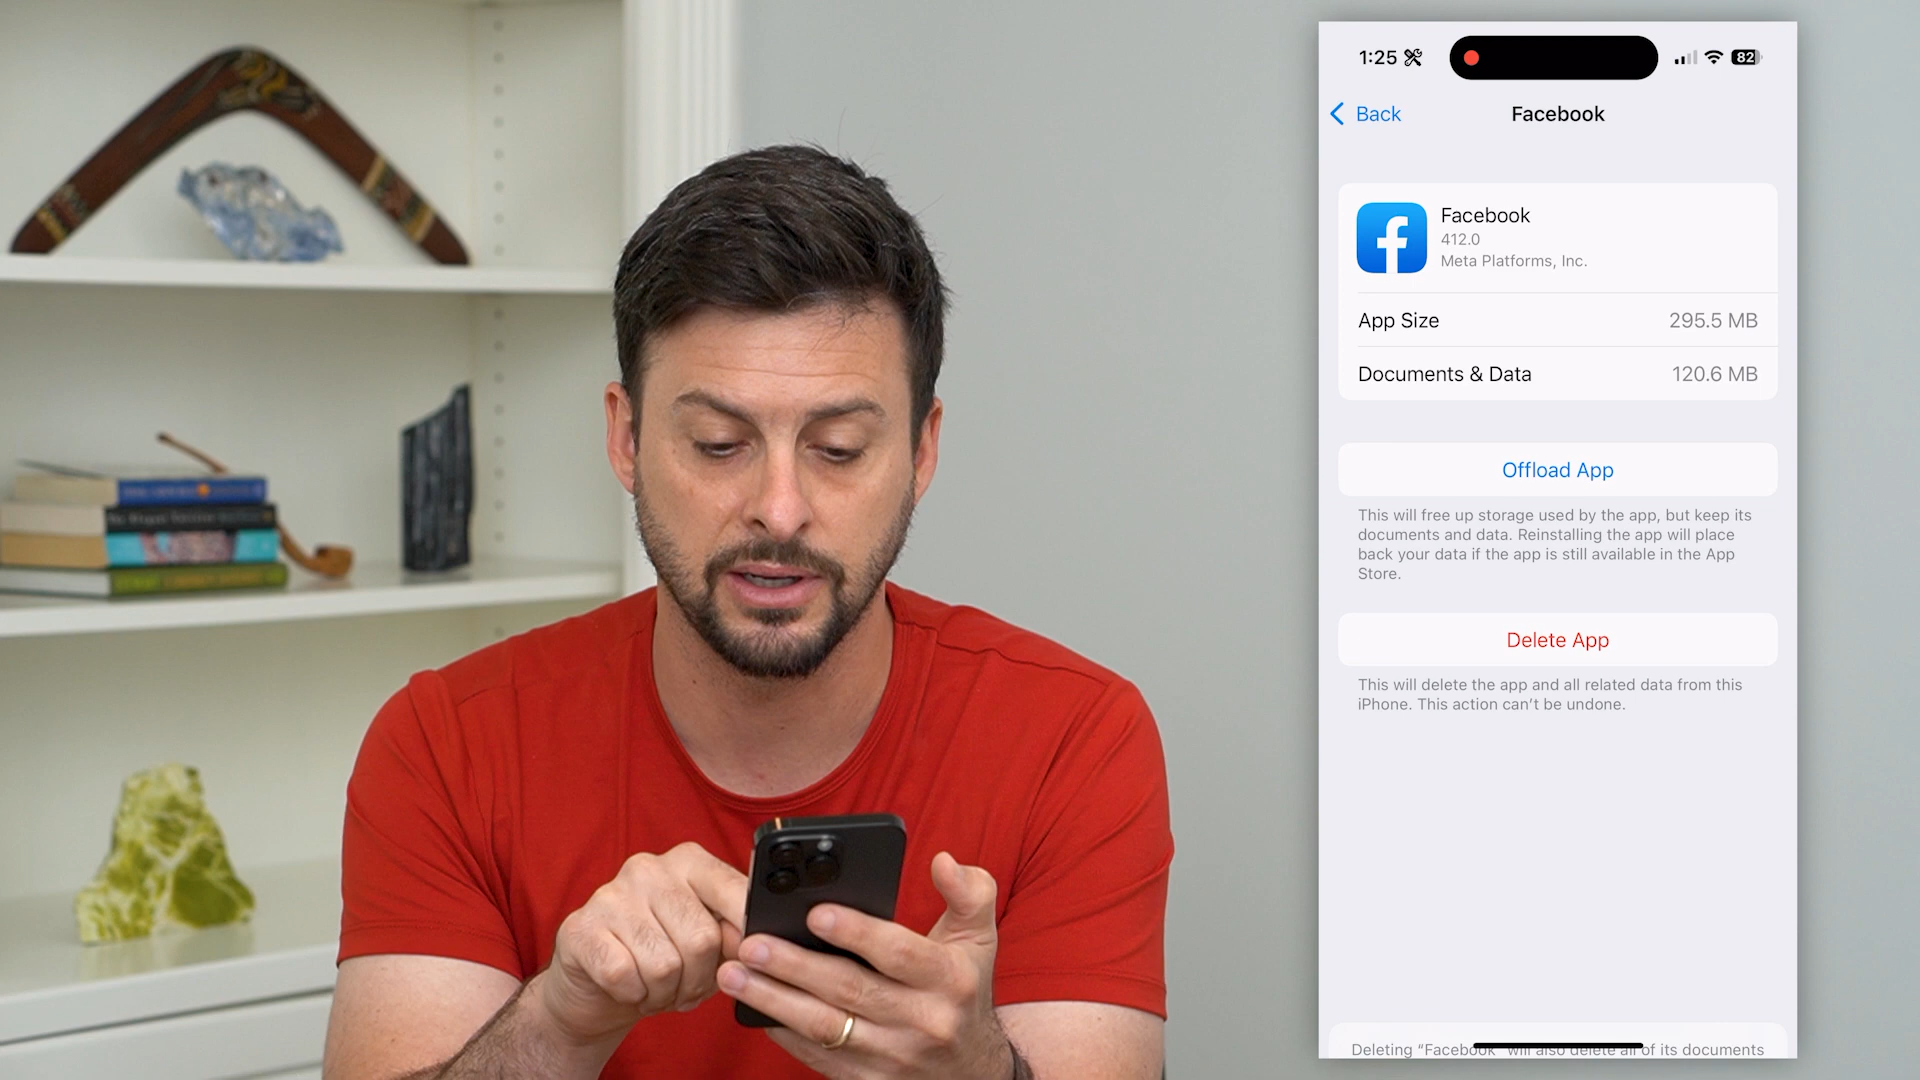 1:25
82
Back
Facebook
Facebook
412.0
Meta Platforms, Inc.
App Size
295.5 MB
Documents & Data
120.6 MB
Offload App
This will free up storage used by the app, but keep its
documents and data. Reinstalling the app will place
back your data if the app is still available in the App
Store.
Delete App
This will delete the app and all related data from this
iPhone. This action can't be undone.
Deleting "Facebook" will also delete all of its documents